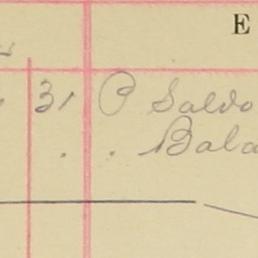 E
31 P Saldo
. . Bala